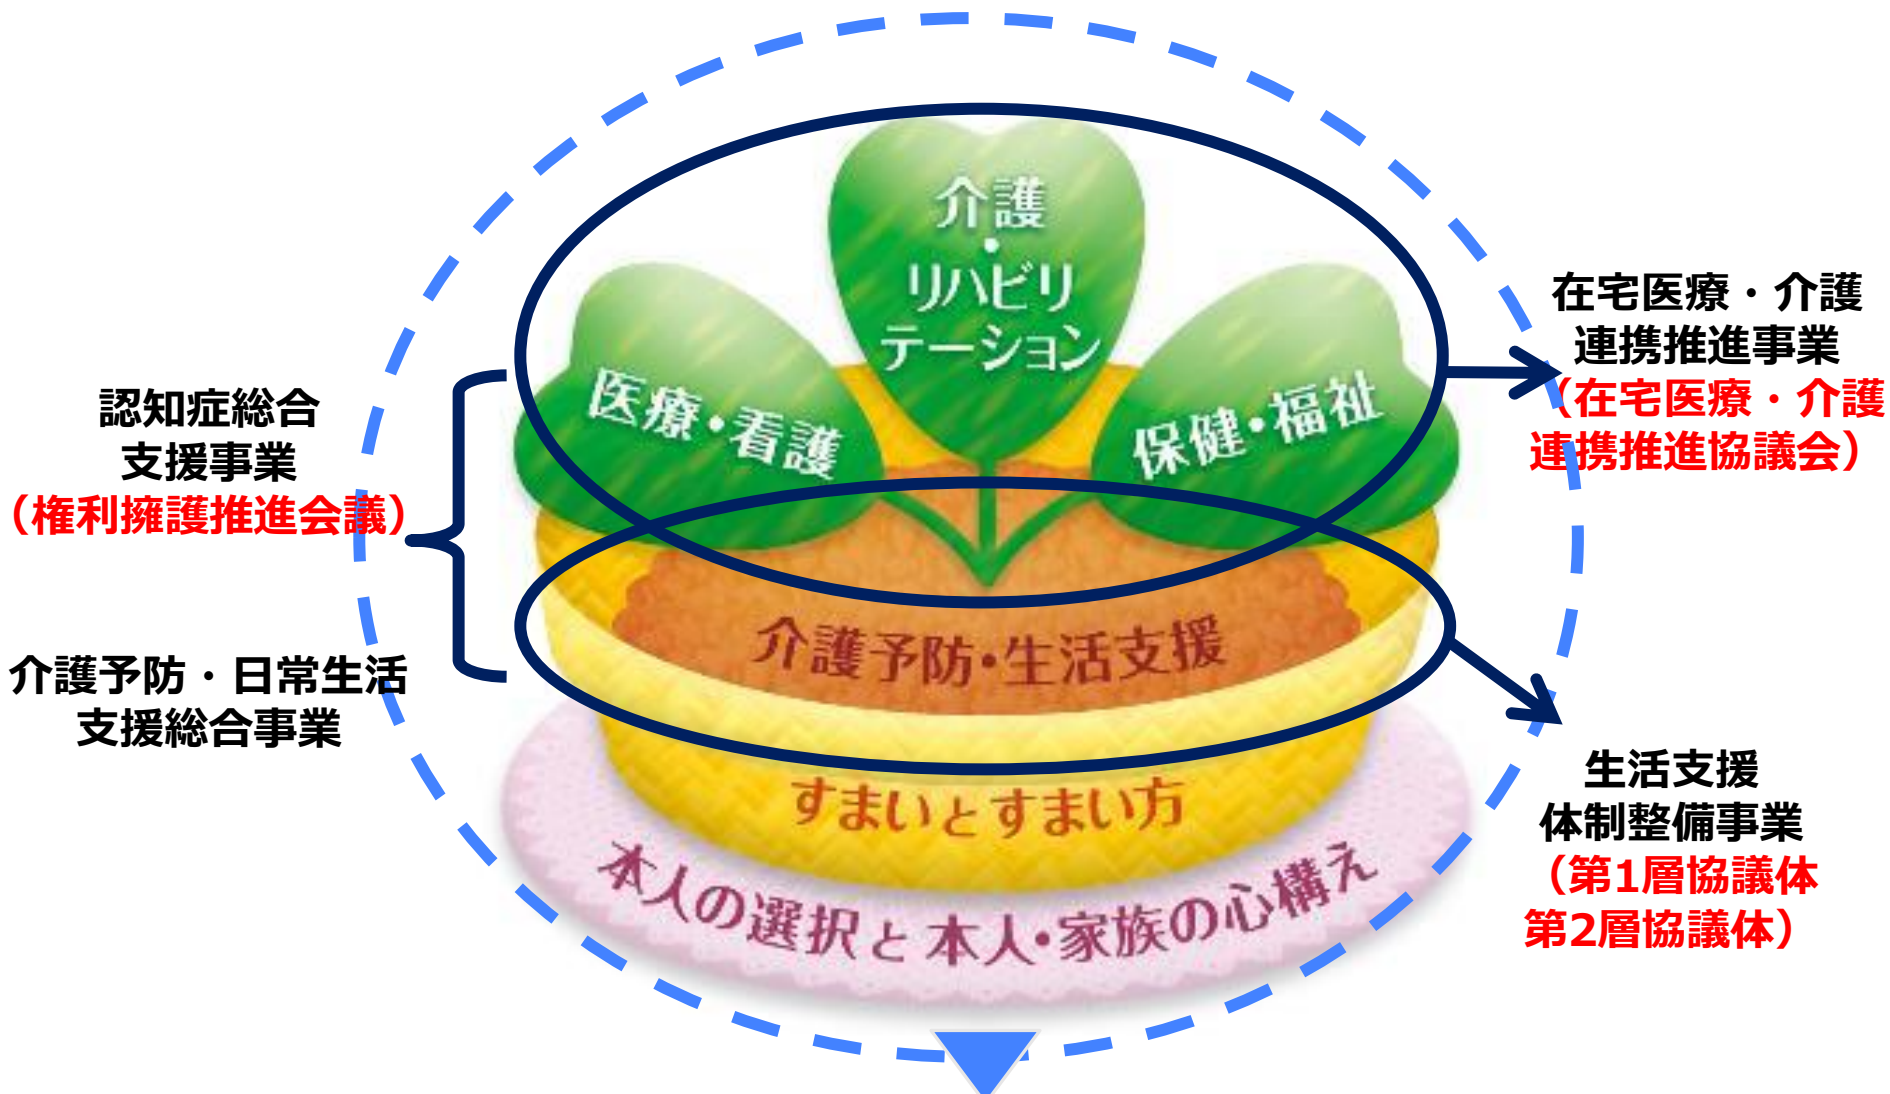 介護
・
リハビリ
テーション
医療・看護
保健・福祉
介護予防・生活支援
すまいとすまい方
本人の選択と本人・家族の心構え
認知症総合
支援事業
（権利擁護推進会議）
介護予防・日常生活
支援総合事業
在宅医療・介護
連携推進事業
（在宅医療・介護
連携推進協議会）
生活支援
体制整備事業
（第1層協議体
第2層協議体）